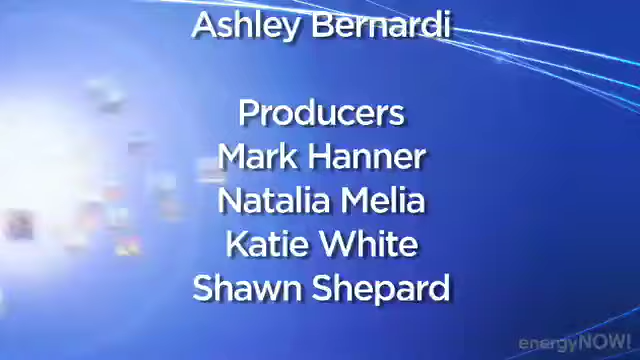 Ashley Bernardi
Producers
Mark Hanner
Natalia Melia
Katie White
Shawn Shepard
energyNOW!